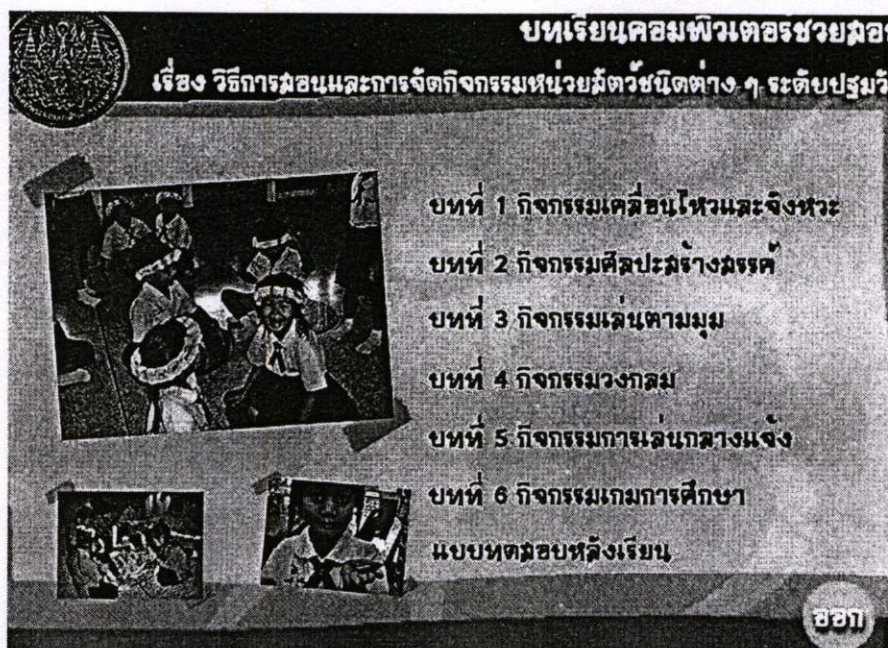 บทเรียนคอมพิวเตอร์ช่วยสอน
เรื่อง วิธีการสอนและการจัดกิจกรรมหน่วยสัตว์ชนิดต่าง ๆ ระดับปฐมวั
บทที่ 1 กิจกรรมเคลื่อนไหวและจังหวะ
บทที่ 2 กิจกรรมศิลปะสร้างสรรค์
บทที่ 3 กิจกรรมเล่นตามมุม
บทที่ 4 กิจกรรมวงกลม
บทที่ 5 กิจกรรมการเล่นกลางแจ้ง
บทที่ 6 กิจกรรมเกมการศึกษา
แบบทดสอบหลังเรียน
ออก